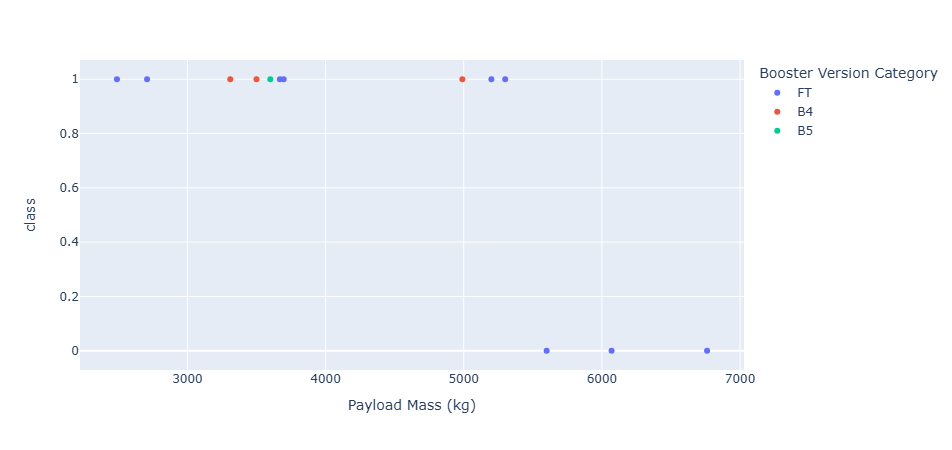 Booster Version Category
FT
B4
B5
1
0.8
0.6
0.4
0.2
0
class
3000 4000 5000 6000 7000
Payload Mass (kg)